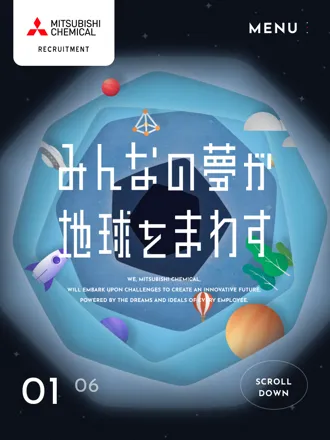 MITSUBISHI
CHEMICAL
RECRUITMENT
MENU
みんなの夢が
地球をまわす
WE, MITSUBISHI CHEMICAL,
WILL EMBARK UPON CHALLENGES TO CREATE AN INNOVATIVE FUTURE,
POWERED BY THE DREAMS AND IDEALS OF EVERY EMPLOYEE.
01 06
SCROLL
DOWN